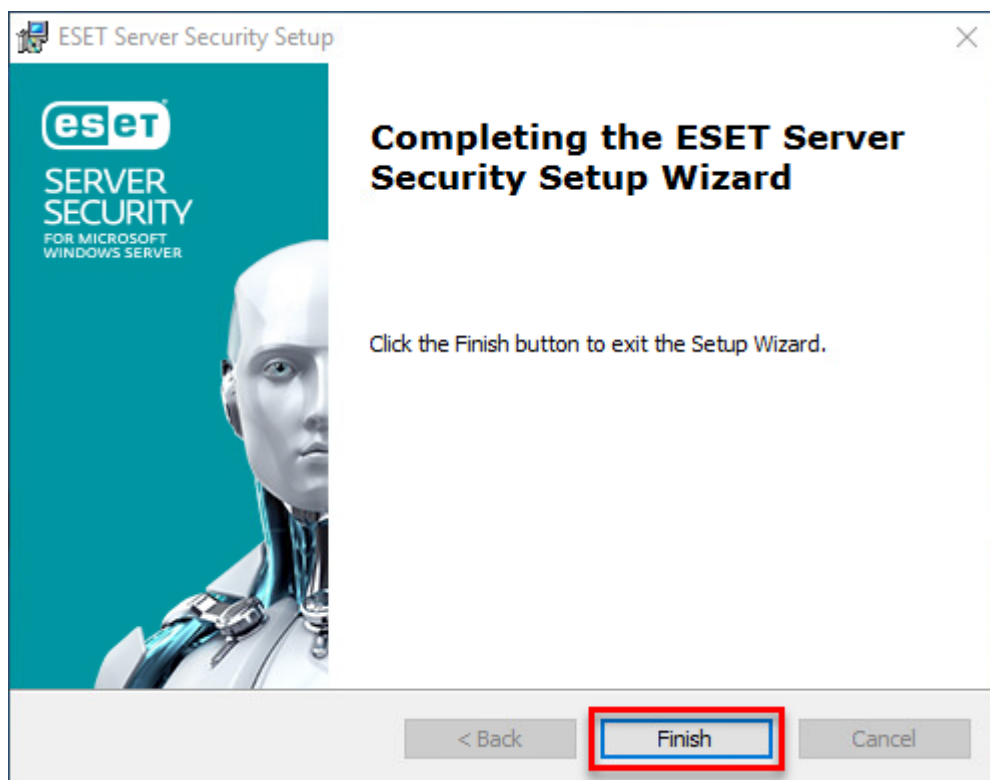 ESET Server Security Setup
eset
SERVER
SECURITY
FOR MICROSOFT
WINDOWS SERVER
Completing the ESET Server
Security Setup Wizard
Click the Finish button to exit the Setup Wizard.
< Back
Finish
Cancel